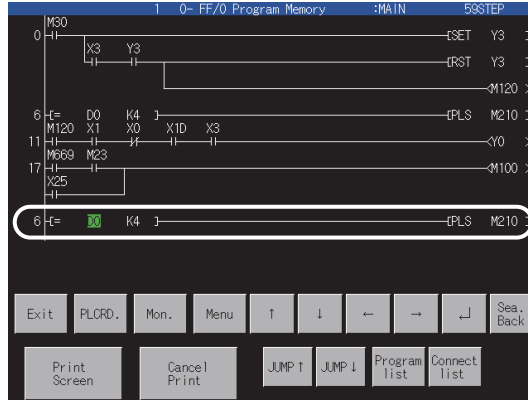 1 0- FF/0 Program Memory :MAIN 59STEP
M30
0 SET Y3
X3 Y3
RST Y3
M120
6 [= D0 K4 ] PLS M210
M120 X1 X0 X1D X3
11 Y0
M669 M23
17 M100
X25
6 [= D0 K4 ] PLS M210
Exit PLCRD. Mon. Menu ↑ ↓ ← → ↵ Sea. Back
Print Screen Cancel Print JUMP↑ JUMP↓ Program list Connect list